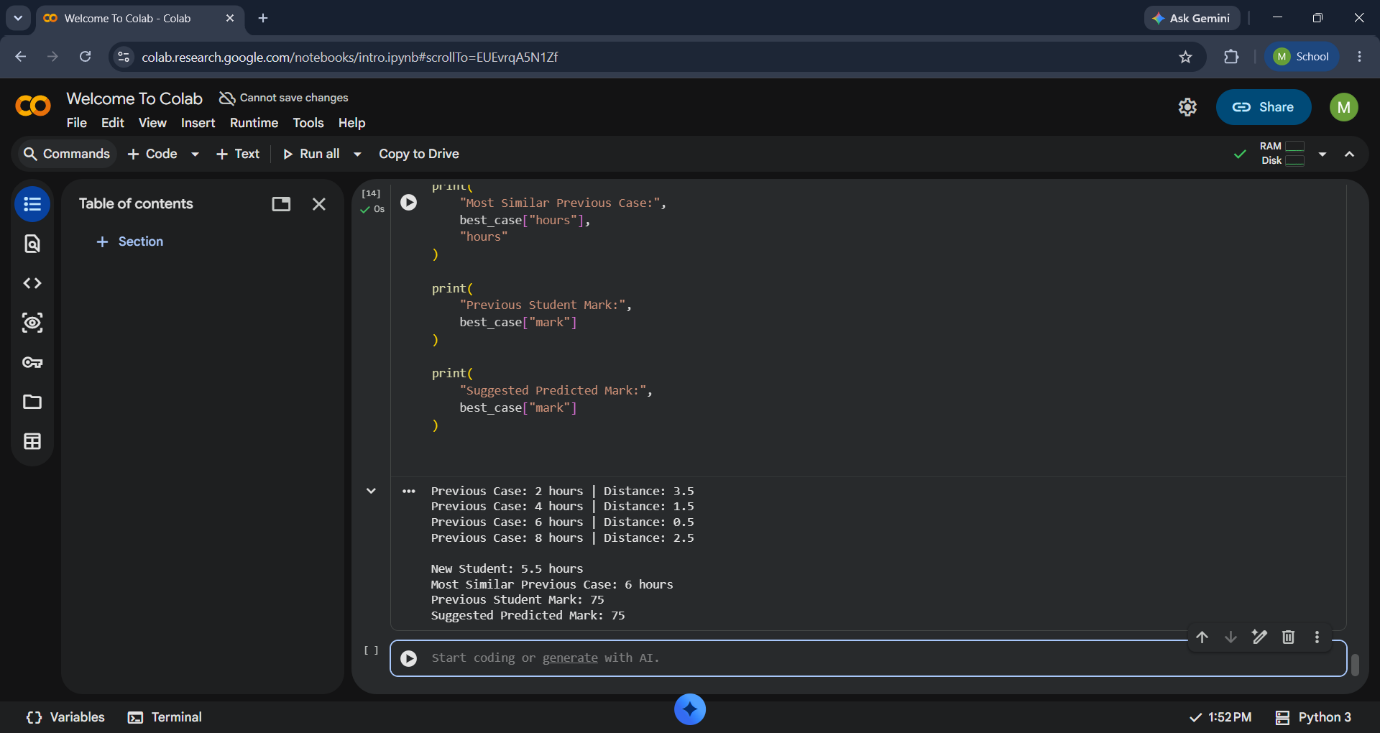 Welcome To Colab - Colab
Ask Gemini
colab.research.google.com/notebooks/intro.ipynb#scrollTo=EUEvrqA5N1Zf
M School
Welcome To Colab Cannot save changes
File Edit View Insert Runtime Tools Help
Share
M
Commands + Code + Text Run all Copy to Drive
RAM
Disk
Table of contents
+ Section
[14]
0s
print(
"Most Similar Previous Case:",
best_case["hours"],
"hours"
)
print(
"Previous Student Mark:",
best_case["mark"]
)
print(
"Suggested Predicted Mark:",
best_case["mark"]
)
Previous Case: 2 hours | Distance: 3.5
Previous Case: 4 hours | Distance: 1.5
Previous Case: 6 hours | Distance: 0.5
Previous Case: 8 hours | Distance: 2.5
New Student: 5.5 hours
Most Similar Previous Case: 6 hours
Previous Student Mark: 75
Suggested Predicted Mark: 75
[ ]
Start coding or generate with AI.
{} Variables Terminal
1:52 PM Python 3